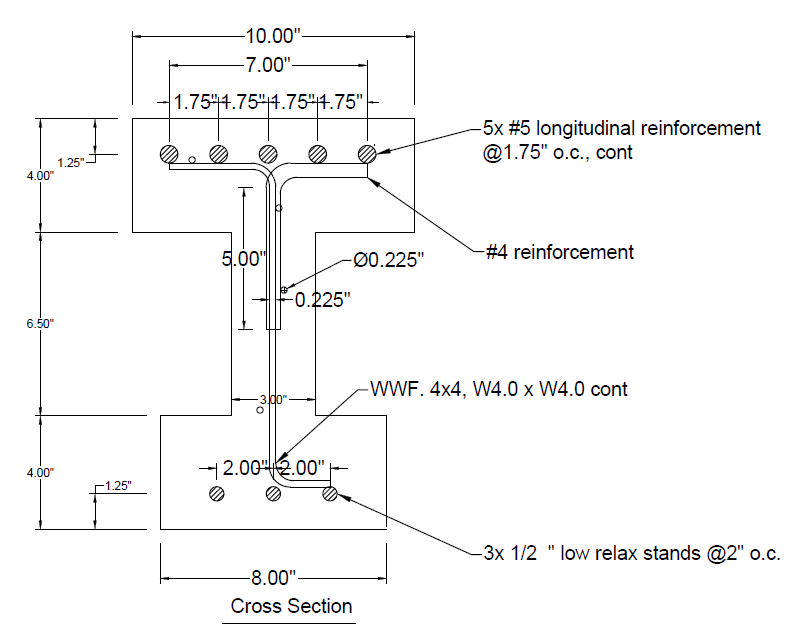 10.00"
7.00"
1.75" 1.75" 1.75" 1.75"
5x #5 longitudinal reinforcement
@1.75" o.c., cont
1.25"
4.00"
#4 reinforcement
5.00"
Ø0.225"
0.225"
6.50"
WWF. 4x4, W4.0 x W4.0 cont
3.00"
2.00" 2.00"
4.00"
1.25"
3x 1/2 " low relax stands @2" o.c.
8.00"
Cross Section